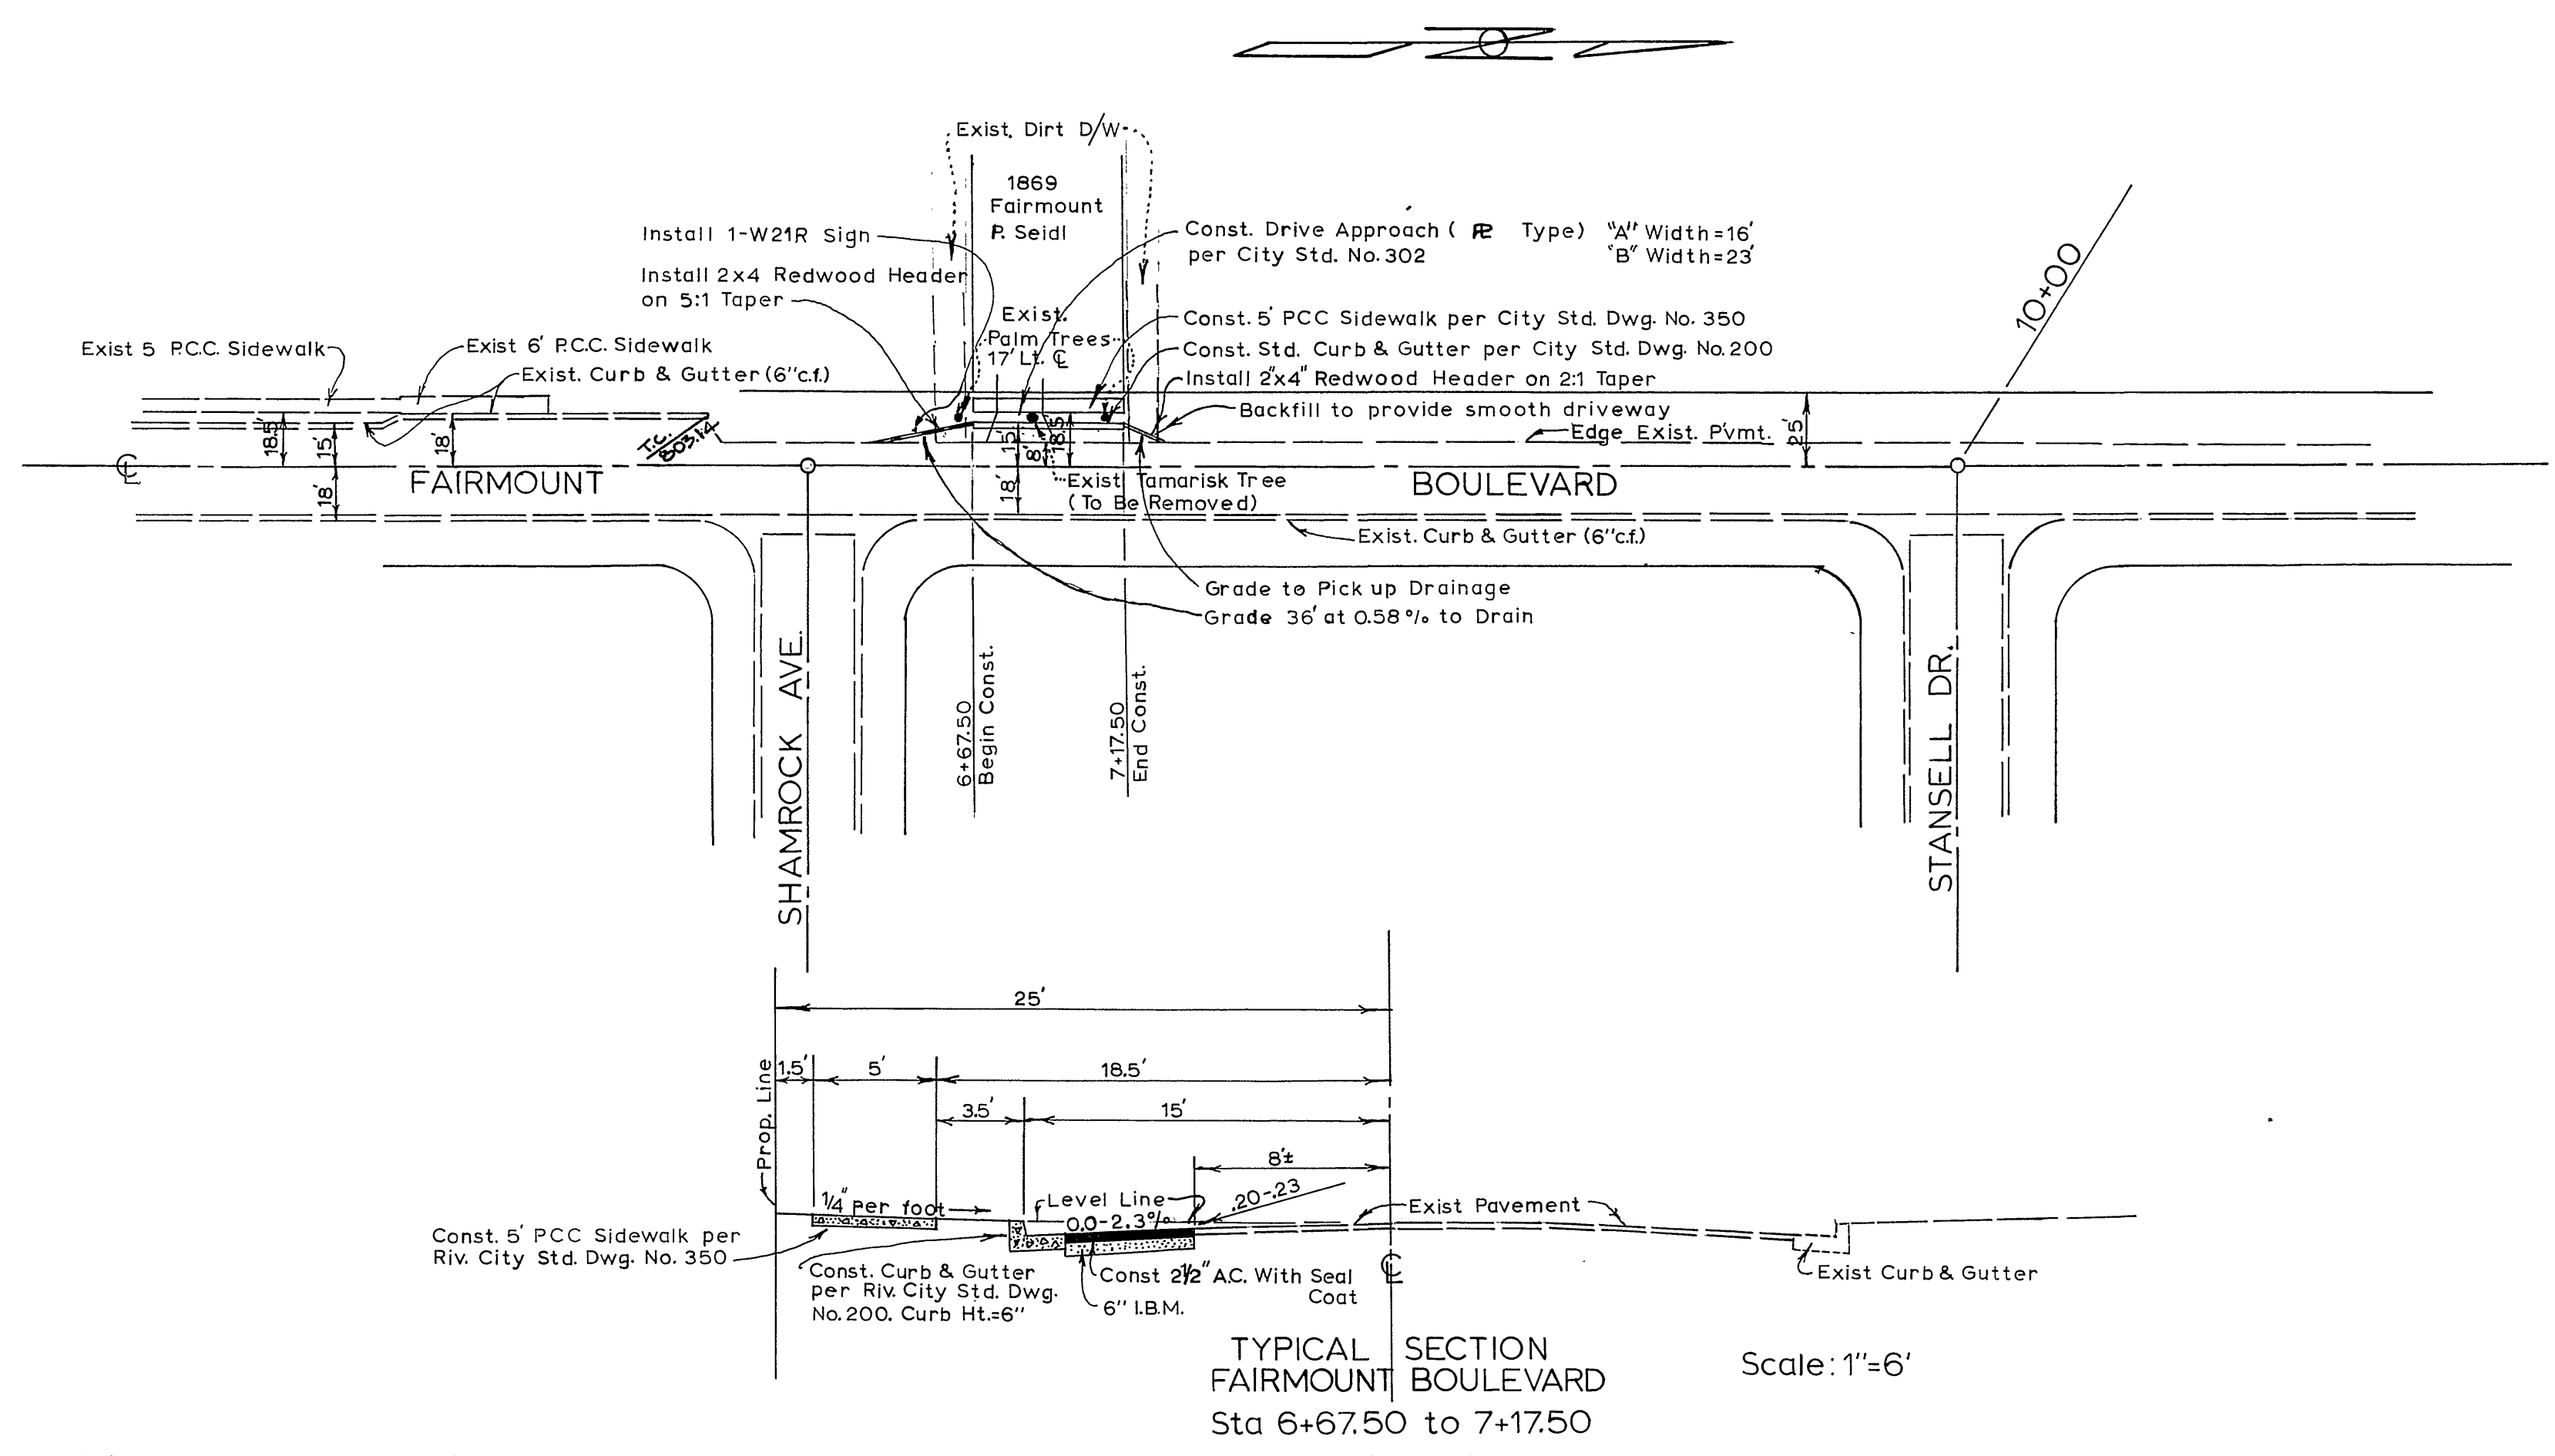 Exist. Dirt D/W
1869
Fairmount
P. Seidl
Install 1-W21R Sign
Install 2x4 Redwood Header
on 5:1 Taper
Const. Drive Approach ( Type) "A" Width=16'
per City Std. No. 302 "B" Width=23'
10+00
Exist.
Palm Trees
17' Lt. ℄
Const. 5' PCC Sidewalk per City Std. Dwg. No. 350
Const. Std. Curb & Gutter per City Std. Dwg. No. 200
Install 2"x4" Redwood Header on 2:1 Taper
Backfill to provide smooth driveway
Edge Exist. P'vmt.
25'
Exist 5 P.C.C. Sidewalk
Exist 6' P.C.C. Sidewalk
Exist. Curb & Gutter (6"c.f.)
18.5'
15'
18'
18'
T.C.
803.14
15'
8'
18.5'
18'
℄
FAIRMOUNT
BOULEVARD
Exist Tamarisk Tree
(To Be Removed)
Exist. Curb & Gutter (6"c.f.)
Grade to Pick up Drainage
Grade 36' at 0.58% to Drain
SHAMROCK AVE.
6+67.50
Begin Const.
7+17.50
End Const.
STANSELL DR.
25'
1.5'
5'
18.5'
3.5'
15'
8'±
Prop. Line
1/4" per foot
Level Line
0.0-2.3%
.20-.23
Exist Pavement
Const. 5' PCC Sidewalk per
Riv. City Std. Dwg. No. 350
Const. Curb & Gutter
per Riv. City Std. Dwg.
No. 200. Curb Ht.=6"
Const 2½" A.C. With Seal
Coat
6" I.B.M.
℄
Exist Curb & Gutter
TYPICAL SECTION
FAIRMOUNT BOULEVARD
Sta 6+67.50 to 7+17.50
Scale: 1"=6'